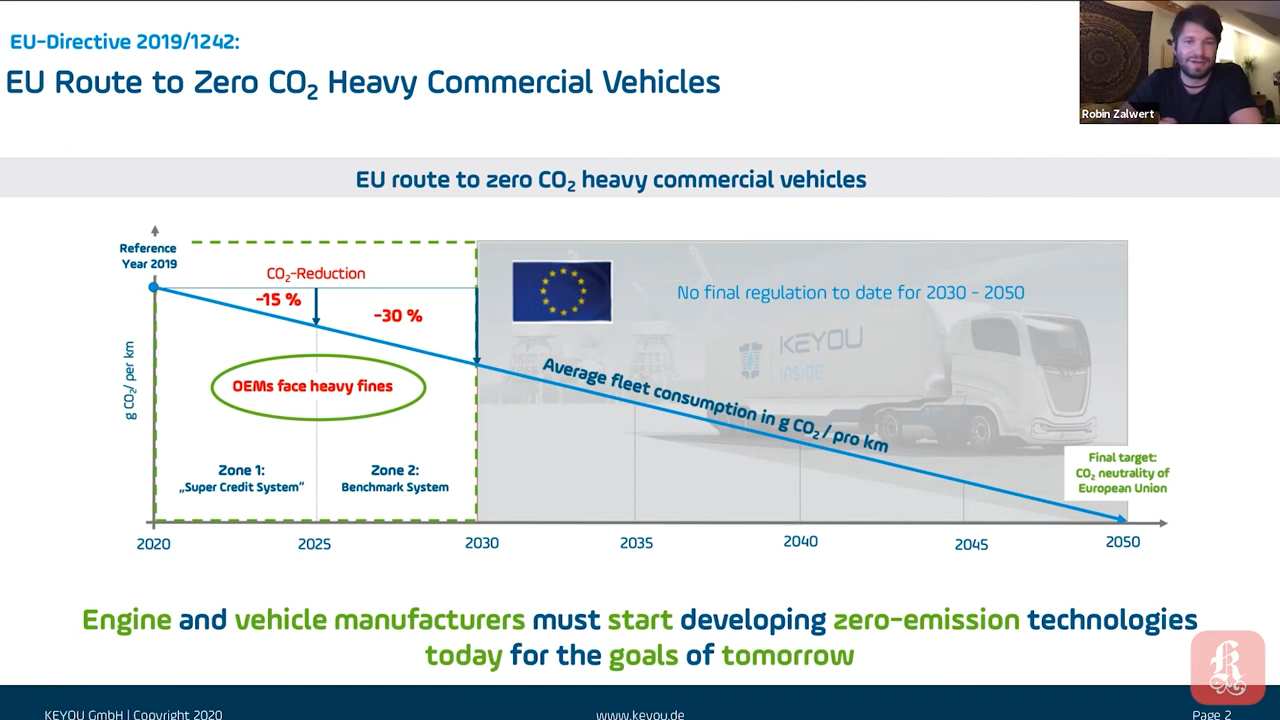 EU-Directive 2019/1242:
EU Route to Zero CO₂ Heavy Commercial Vehicles
Robin Zalwert
EU route to zero CO₂ heavy commercial vehicles
Reference
Year 2019
CO₂-Reduction
-15 %
-30 %
No final regulation to date for 2030 - 2050
KEYOU
inside
g CO₂/ per km
OEMs face heavy fines
Average fleet consumption in g CO₂ / pro km
Zone 1:
„Super Credit System“
Zone 2:
Benchmark System
Final target:
CO₂ neutrality of
European Union
2020
2025
2030
2035
2040
2045
2050
Engine and vehicle manufacturers must start developing zero-emission technologies
today for the goals of tomorrow
KEYOU GmbH | Copyright 2020
www.keyou.de
Page 2